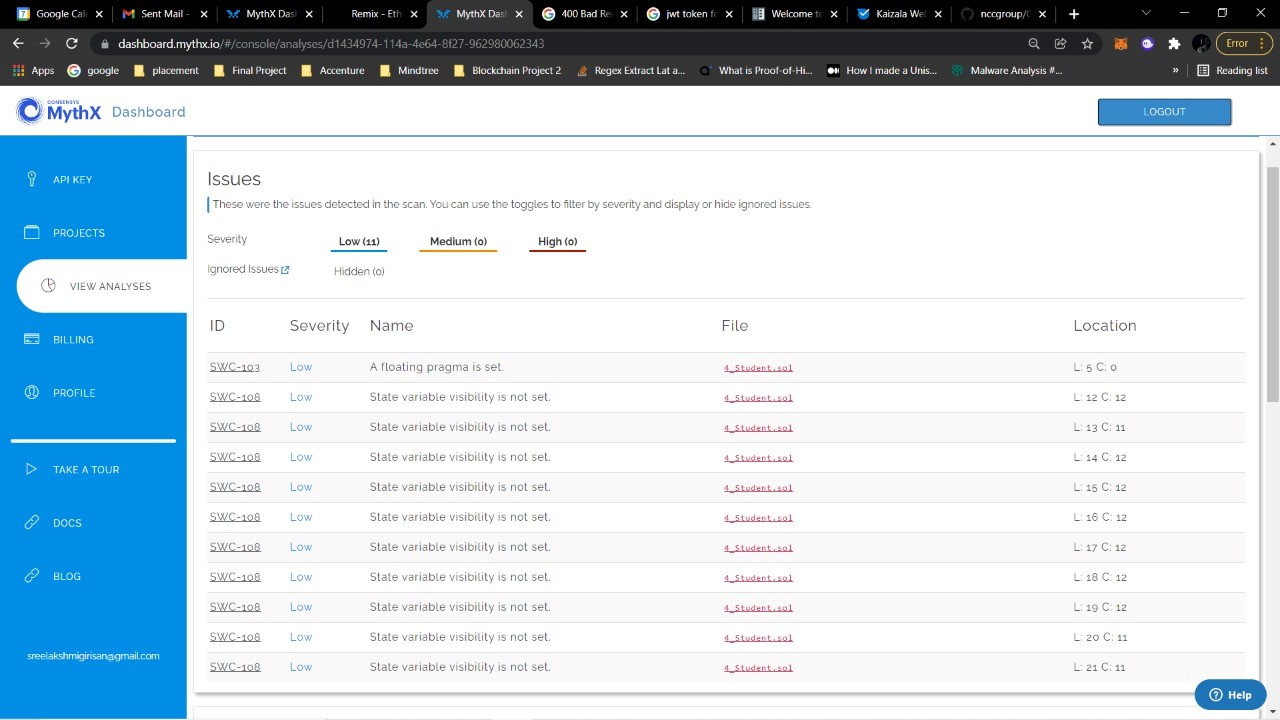 Google Cal
Sent Mail -
MythX Das
Remix - Eth
MythX Das
400 Bad Re
jwt token fo
Welcome to
Kaizala Wel
nccgroup/G
dashboard.mythx.io/#/console/analyses/d1434974-114a-4e64-8f27-962980062343
Error
Apps google placement Final Project Accenture Mindtree Blockchain Project 2 Regex Extract Lat a... What is Proof-of-Hi... How I made a Unis... Malware Analysis #... » Reading list
CONSENSYS
MythX Dashboard
LOGOUT
API KEY
PROJECTS
VIEW ANALYSES
BILLING
PROFILE
TAKE A TOUR
DOCS
BLOG
sreelakshmigirisan@gmail.com
Issues
These were the issues detected in the scan. You can use the toggles to filter by severity and display or hide ignored issues.
Severity Low (11) Medium (0) High (0)
Ignored Issues Hidden (0)
ID Severity Name File Location
SWC-103 Low A floating pragma is set. 4_Student.sol L: 5 C: 0
SWC-108 Low State variable visibility is not set. 4_Student.sol L: 12 C: 12
SWC-108 Low State variable visibility is not set. 4_Student.sol L: 13 C: 11
SWC-108 Low State variable visibility is not set. 4_Student.sol L: 14 C: 12
SWC-108 Low State variable visibility is not set. 4_Student.sol L: 15 C: 12
SWC-108 Low State variable visibility is not set. 4_Student.sol L: 16 C: 12
SWC-108 Low State variable visibility is not set. 4_Student.sol L: 17 C: 12
SWC-108 Low State variable visibility is not set. 4_Student.sol L: 18 C: 12
SWC-108 Low State variable visibility is not set. 4_Student.sol L: 19 C: 12
SWC-108 Low State variable visibility is not set. 4_Student.sol L: 20 C: 11
SWC-108 Low State variable visibility is not set. 4_Student.sol L: 21 C: 11
Help